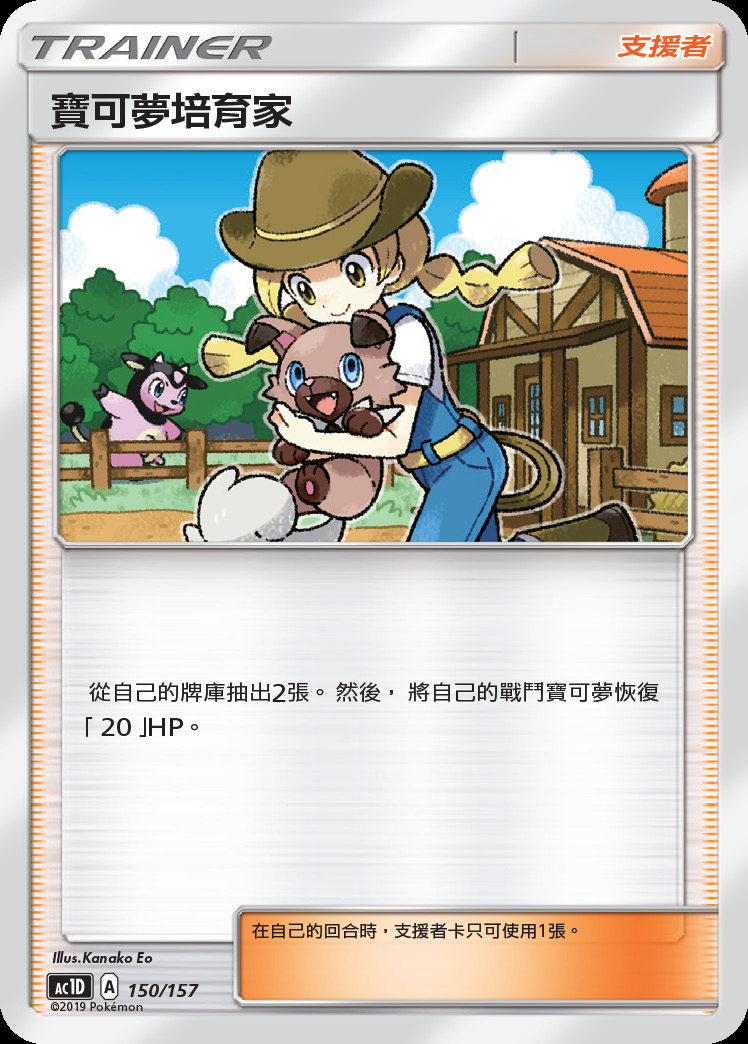 TRAINER
支援者
寶可夢培育家
從自己的牌庫抽出2張。 然後， 將自己的戰鬥寶可夢恢復
「 20 」HP。
在自己的回合時，支援者卡只可使用1張。
Illus.Kanako Eo
AC1D A 150/157
©2019 Pokémon